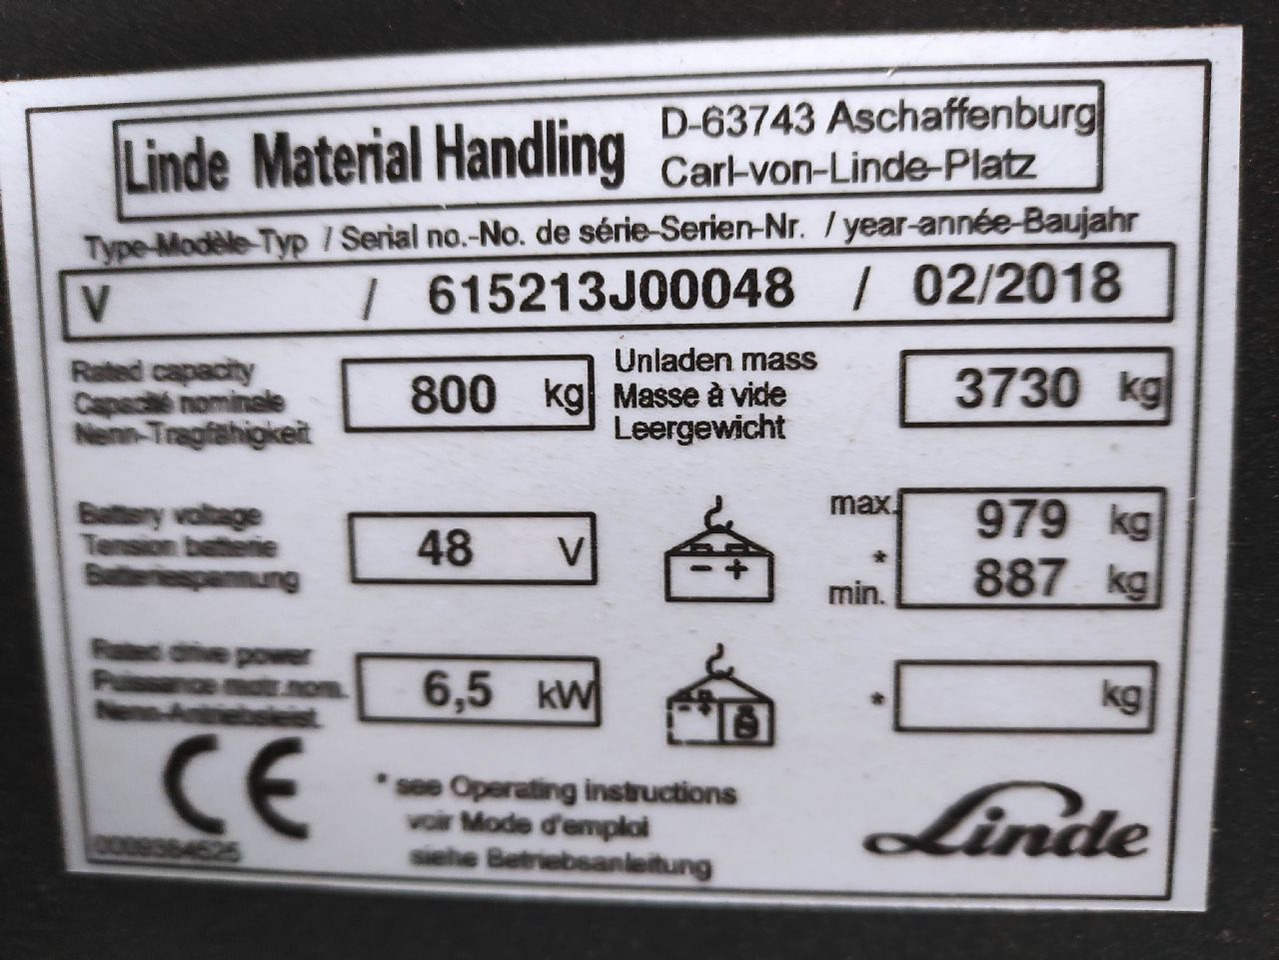 Linde Material Handling
D-63743 Aschaffenburg
Carl-von-Linde-Platz
Type-Modèle-Typ / Serial no.-No. de série-Serien-Nr. / year-année-Baujahr
V / 615213J00048 / 02/2018
Rated capacity
Capacité nominale
Nenn-Tragfähigkeit
800 kg
Unladen mass
Masse à vide
Leergewicht
3730 kg
Battery voltage
Tension batterie
Batteriespannung
48 V
- +
max. 979 kg
*
min. 887 kg
Rated drive power
Puissance motr.nom.
Nenn-Antriebsleist.
6,5 kW
- +
* kg
CE
* see Operating instructions
voir Mode d'emploi
siehe Betriebsanleitung
Linde